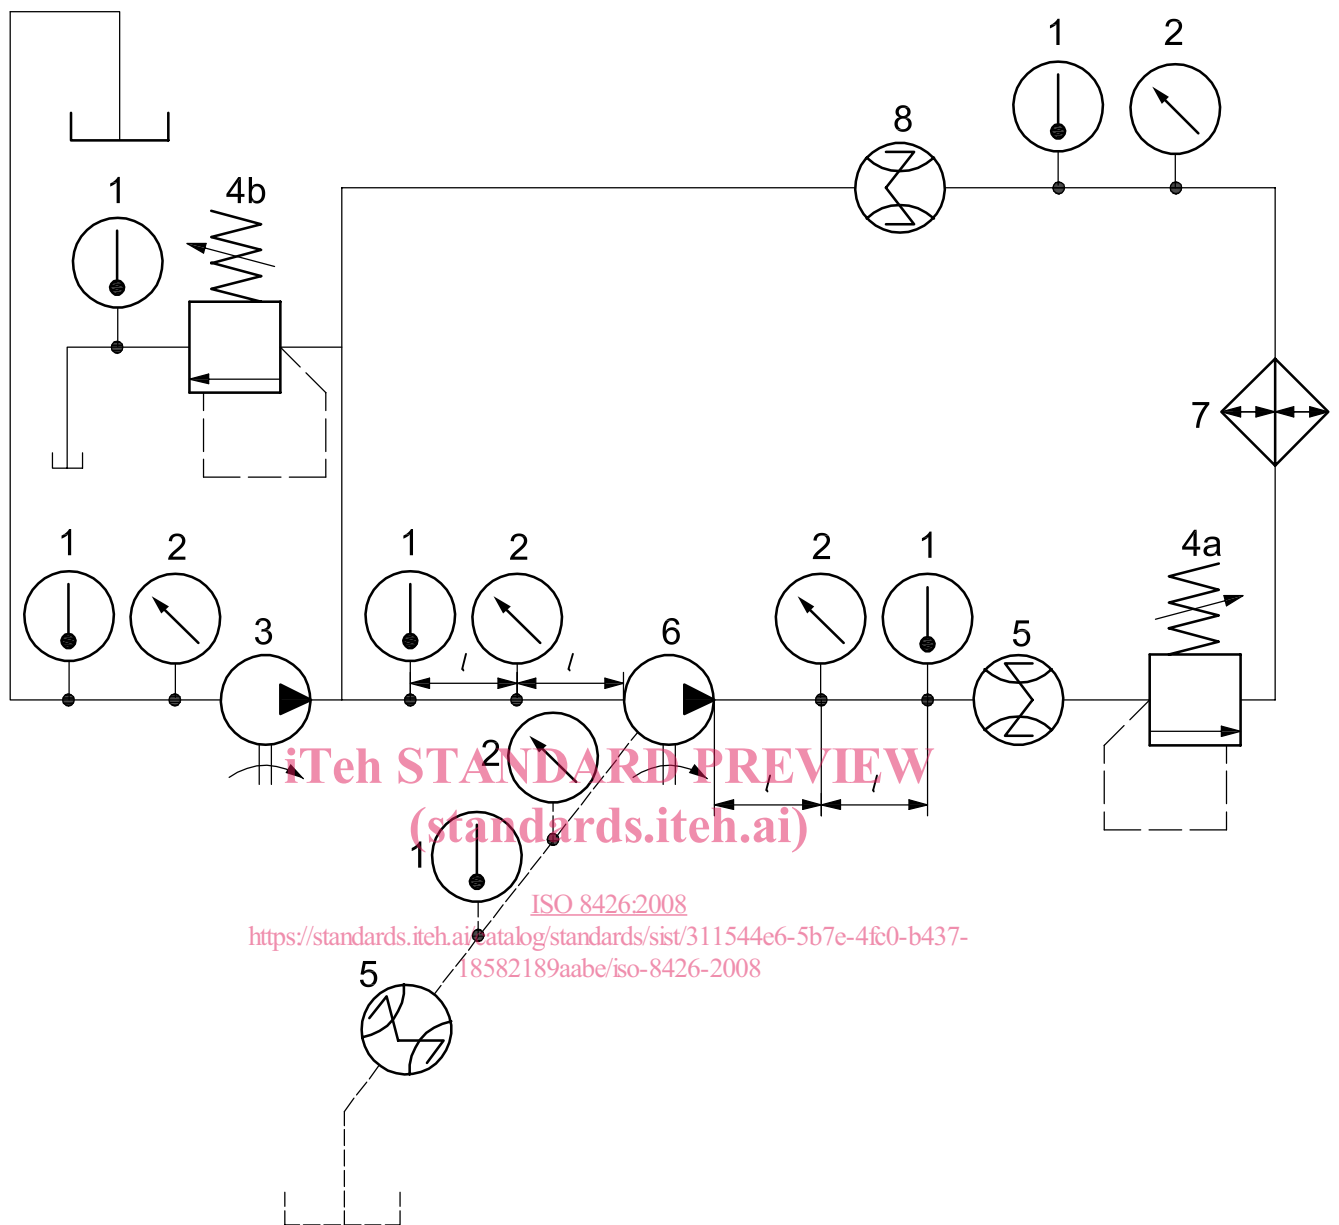 1 2
8
1 4b
7
1 2 1 2 2 1 4a
3 6 5
l l
2
iTeh STANDARD PREVIEW
l l
(standards.iteh.ai)
1
ISO 8426:2008
https://standards.iteh.ai/catalog/standards/sist/311544e6-5b7e-4fc0-b437-
18582189aabe/iso-8426-2008
5